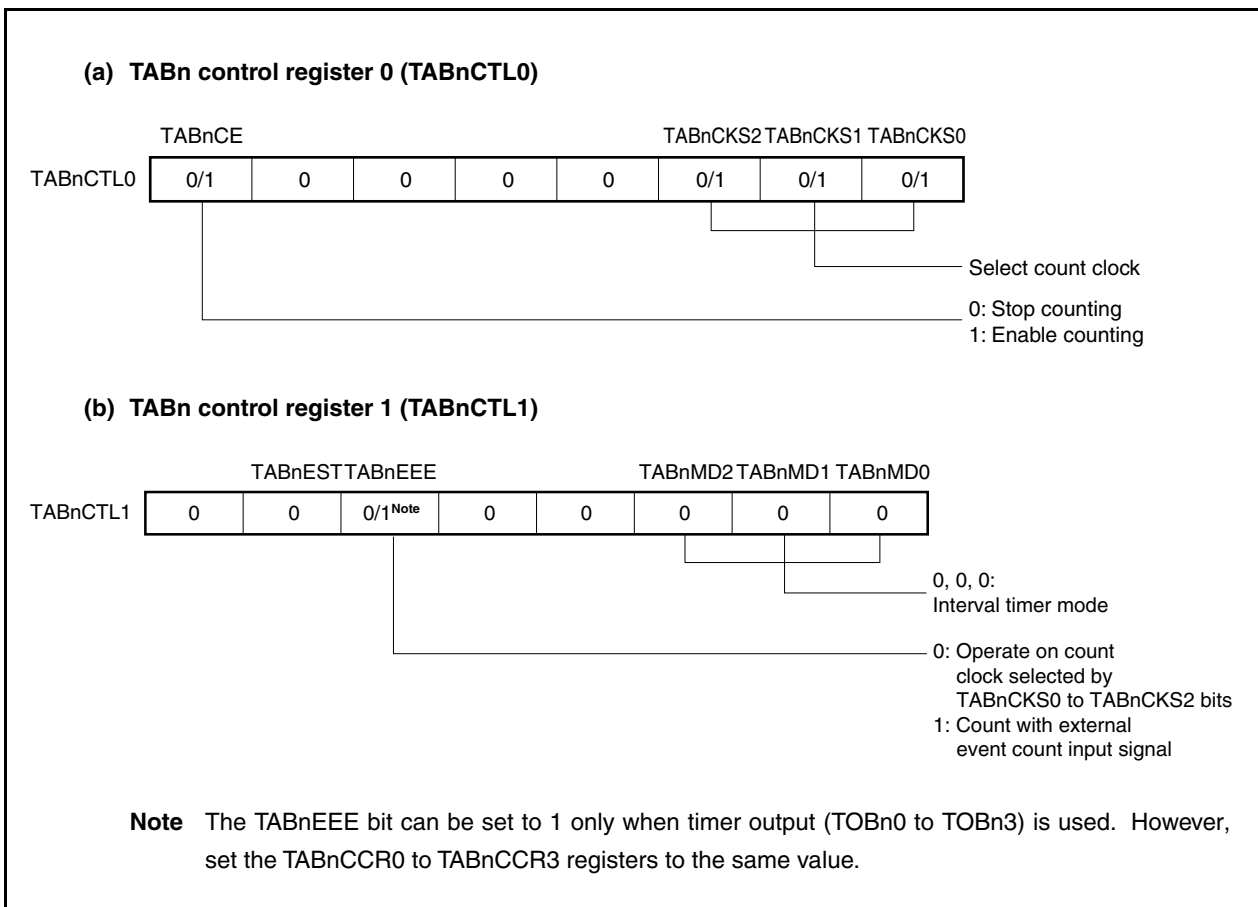 (a) TABn control register 0 (TABnCTL0)
TABnCE TABnCKS2 TABnCKS1 TABnCKS0
TABnCTL0 0/1 0 0 0 0 0/1 0/1 0/1
Select count clock
0: Stop counting
1: Enable counting
(b) TABn control register 1 (TABnCTL1)
TABnEST TABnEEE TABnMD2 TABnMD1 TABnMD0
TABnCTL1 0 0 0/1Note 0 0 0 0 0
0, 0, 0:
Interval timer mode
0: Operate on count
clock selected by
TABnCKS0 to TABnCKS2 bits
1: Count with external
event count input signal
Note The TABnEEE bit can be set to 1 only when timer output (TOBn0 to TOBn3) is used. However,
set the TABnCCR0 to TABnCCR3 registers to the same value.